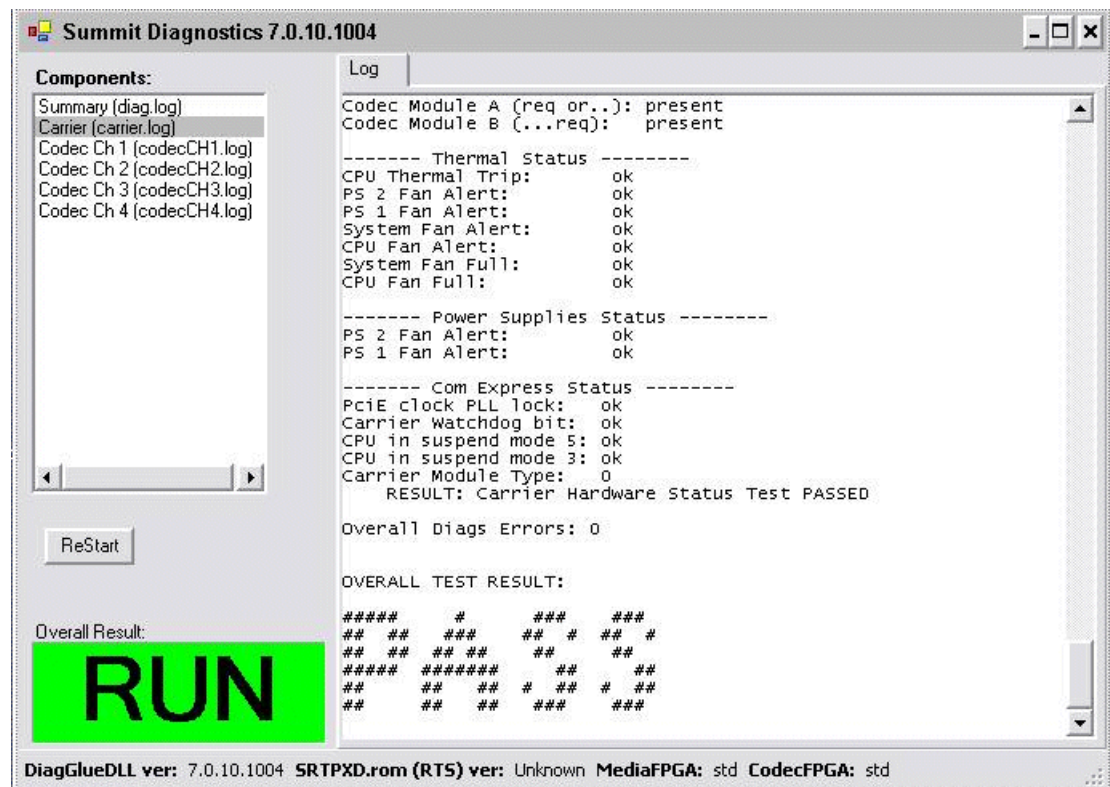 Summit Diagnostics 7.0.10.1004
Components:
Summary (diag.log)
Carrier (carrier.log)
Codec Ch 1 (codecCH1.log)
Codec Ch 2 (codecCH2.log)
Codec Ch 3 (codecCH3.log)
Codec Ch 4 (codecCH4.log)
ReStart
Overall Result:
RUN
Log
Codec Module A (req or..): present
Codec Module B (...req):   present
------- Thermal Status --------
CPU Thermal Trip:          ok
PS 2 Fan Alert:            ok
PS 1 Fan Alert:            ok
System Fan Alert:          ok
CPU Fan Alert:             ok
System Fan Full:           ok
CPU Fan Full:              ok
------- Power Supplies Status --------
PS 2 Fan Alert:            ok
PS 1 Fan Alert:            ok
------- Com Express Status --------
PciE clock PLL lock:   ok
Carrier Watchdog bit:  ok
CPU in suspend mode 5: ok
CPU in suspend mode 3: ok
Carrier Module Type:   0
RESULT: Carrier Hardware Status Test PASSED
Overall Diags Errors: 0
OVERALL TEST RESULT:
PASS
DiagGlueDLL ver: 7.0.10.1004 SRTPXD.rom (RTS) ver: Unknown MediaFPGA: std CodecFPGA: std